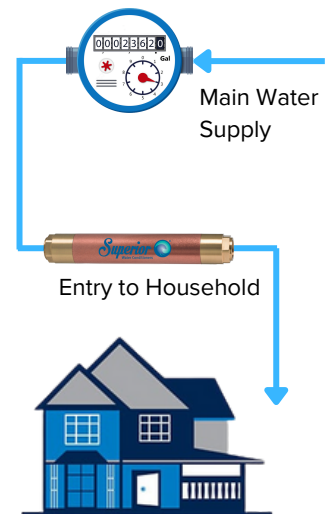 00023620
Gal
Main Water
Supply
Superior
Entry to Household